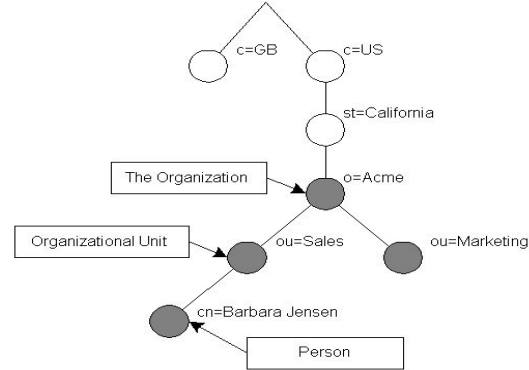 c=GB
c=US
st=California
The Organization
o=Acme
Organizational Unit
ou=Sales
ou=Marketing
cn=Barbara Jensen
Person